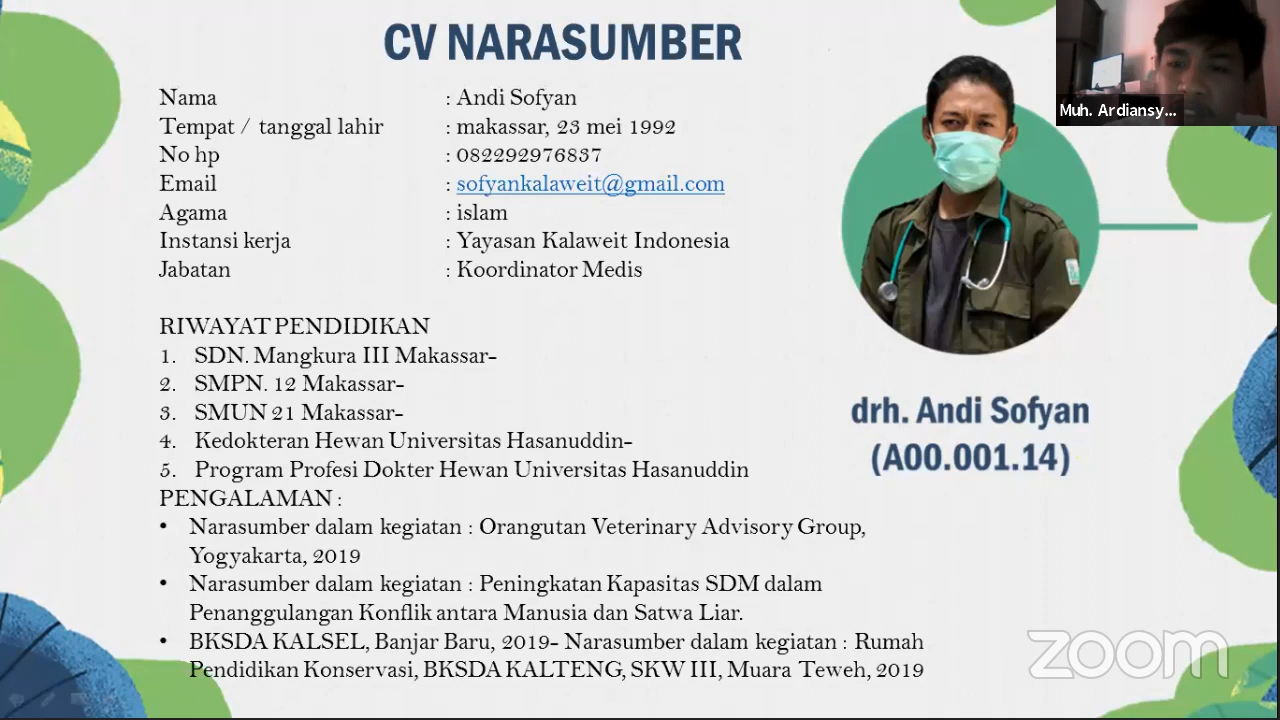 CV NARASUMBER
Muh. Ardiansy...
Nama : Andi Sofyan
Tempat / tanggal lahir : makassar, 23 mei 1992
No hp : 082292976837
Email : sofyankalaweit@gmail.com
Agama : islam
Instansi kerja : Yayasan Kalaweit Indonesia
Jabatan : Koordinator Medis
RIWAYAT PENDIDIKAN
1. SDN. Mangkura III Makassar-
2. SMPN. 12 Makassar-
3. SMUN 21 Makassar-
4. Kedokteran Hewan Universitas Hasanuddin-
5. Program Profesi Dokter Hewan Universitas Hasanuddin
PENGALAMAN :
• Narasumber dalam kegiatan : Orangutan Veterinary Advisory Group,
Yogyakarta, 2019
• Narasumber dalam kegiatan : Peningkatan Kapasitas SDM dalam
Penanggulangan Konflik antara Manusia dan Satwa Liar.
• BKSDA KALSEL, Banjar Baru, 2019- Narasumber dalam kegiatan : Rumah
Pendidikan Konservasi, BKSDA KALTENG, SKW III, Muara Teweh, 2019
drh. Andi Sofyan
(A00.001.14)
zoom